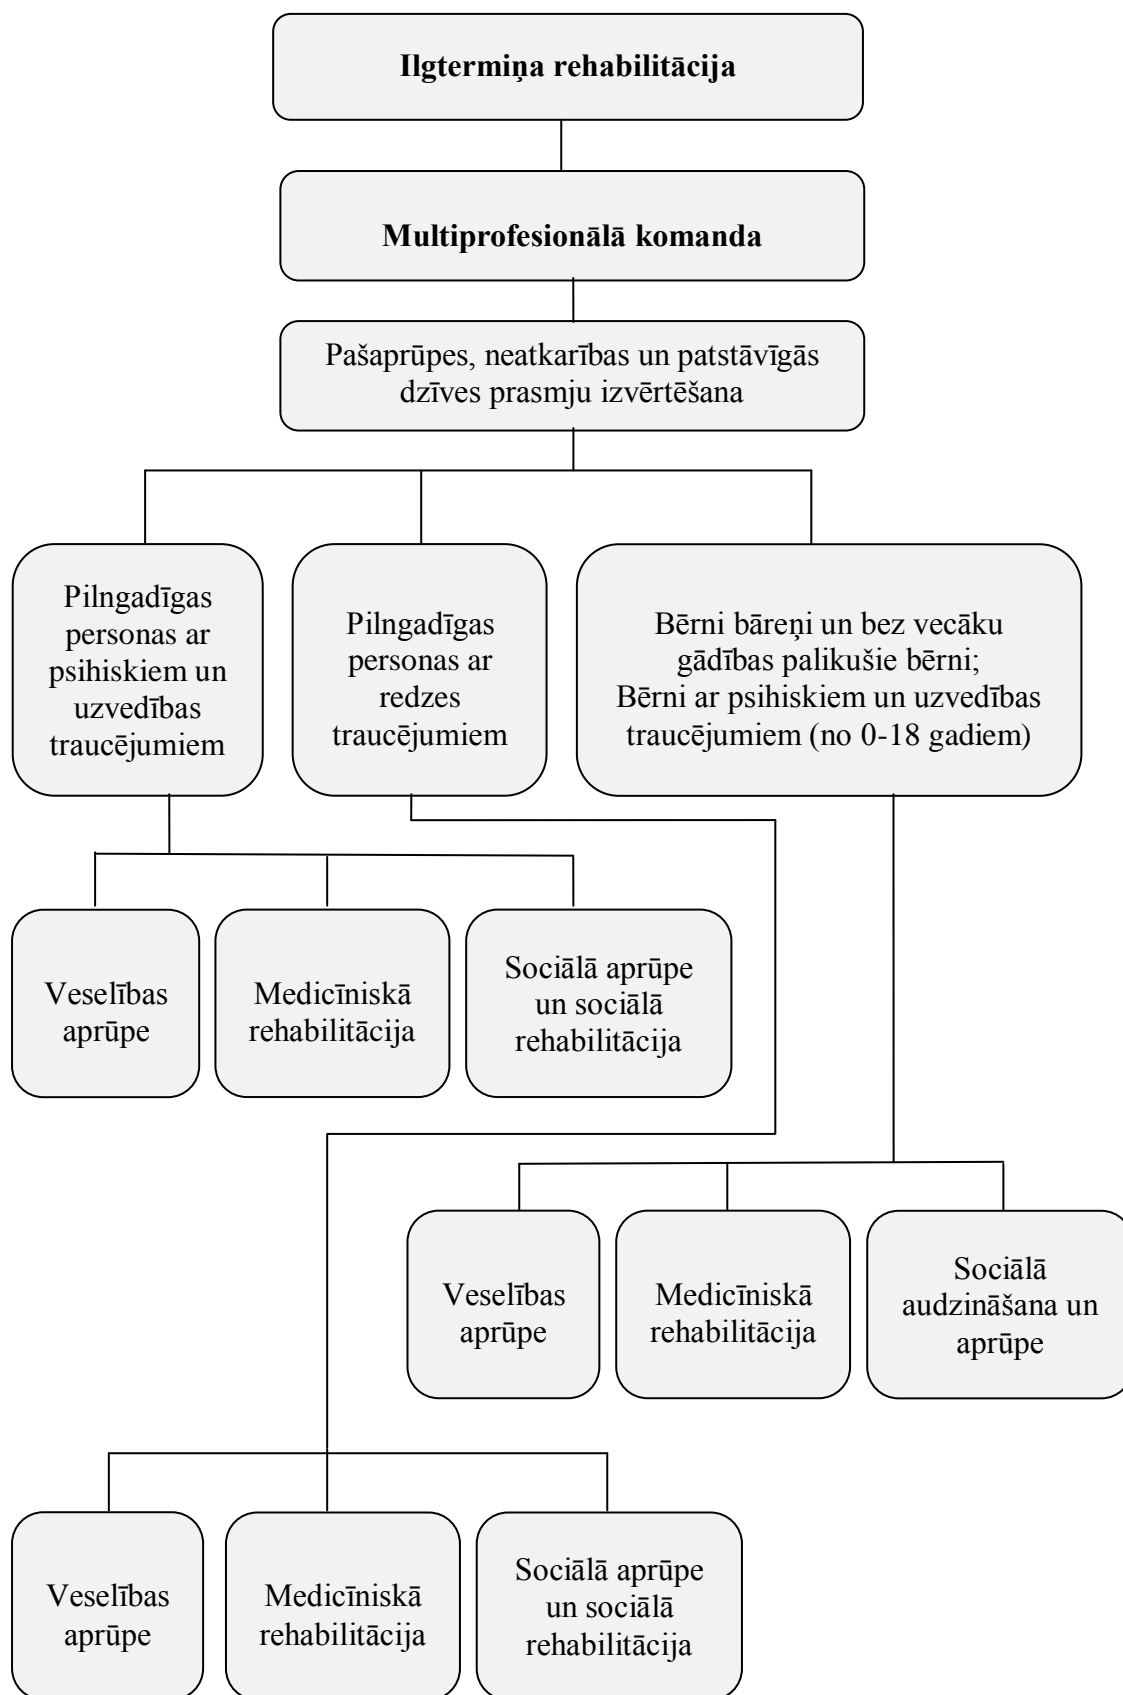 Ilgtermiņa rehabilitācija
Multiprofesionālā komanda
Pašaprūpes, neatkarības un patstāvīgās
dzīves prasmju izvērtēšana
Pilngadīgas
personas ar
psihiskiem un
uzvedības
traucējumiem
Pilngadīgas
personas ar
redzes
traucējumiem
Bērni bāreņi un bez vecāku
gādības palikušie bērni;
Bērni ar psihiskiem un uzvedības
traucējumiem (no 0-18 gadiem)
Veselības
aprūpe
Medicīniskā
rehabilitācija
Sociālā aprūpe
un sociālā
rehabilitācija
Veselības
aprūpe
Medicīniskā
rehabilitācija
Sociālā
audzināšana un
aprūpe
Veselības
aprūpe
Medicīniskā
rehabilitācija
Sociālā aprūpe
un sociālā
rehabilitācija